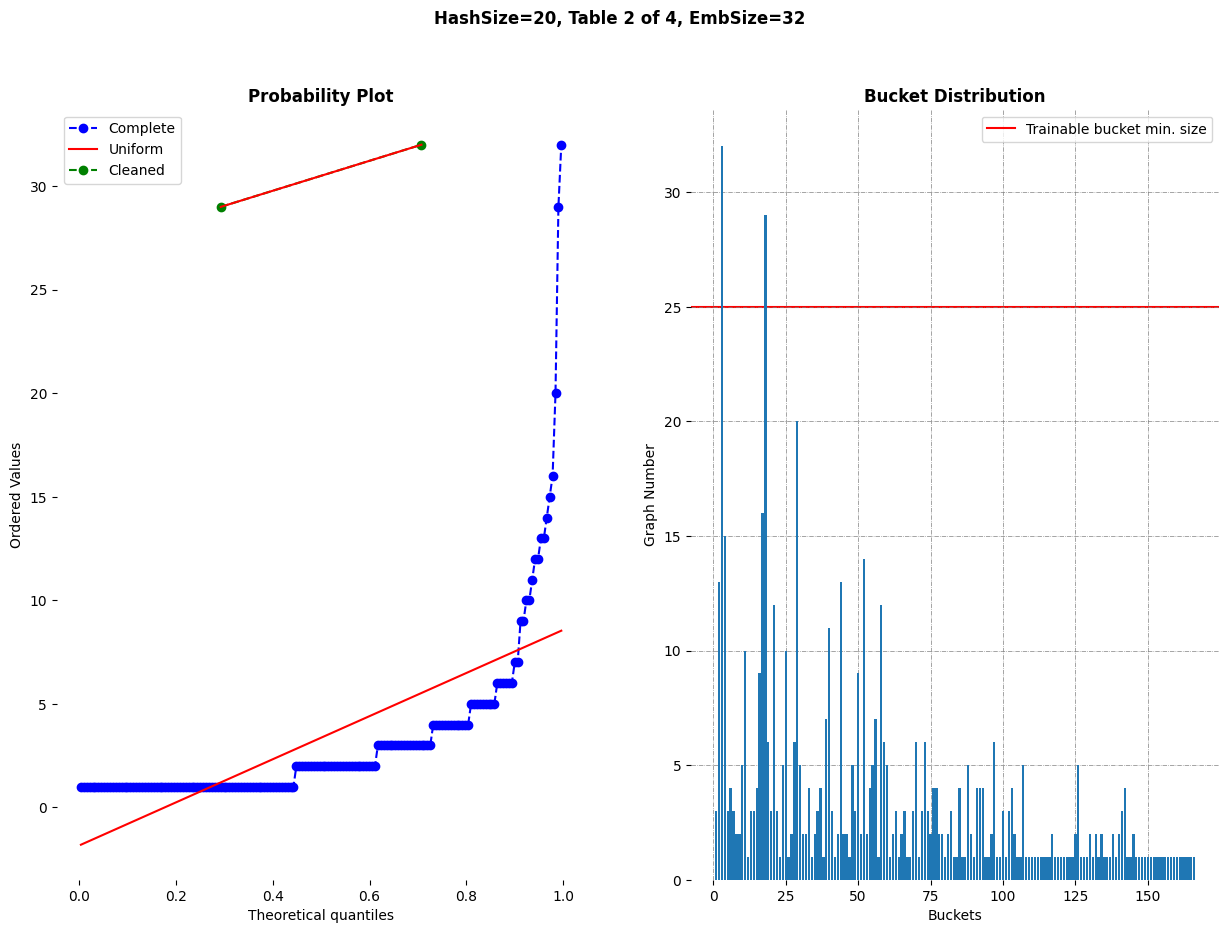 HashSize=20, Table 2 of 4, EmbSize=32
Probability Plot
Complete
Uniform
Cleaned
Ordered Values
30
25
20
15
10
5
0
0.0 0.2 0.4 0.6 0.8 1.0
Theoretical quantiles
Bucket Distribution
Trainable bucket min. size
Graph Number
30
25
20
15
10
5
0
0 25 50 75 100 125 150
Buckets